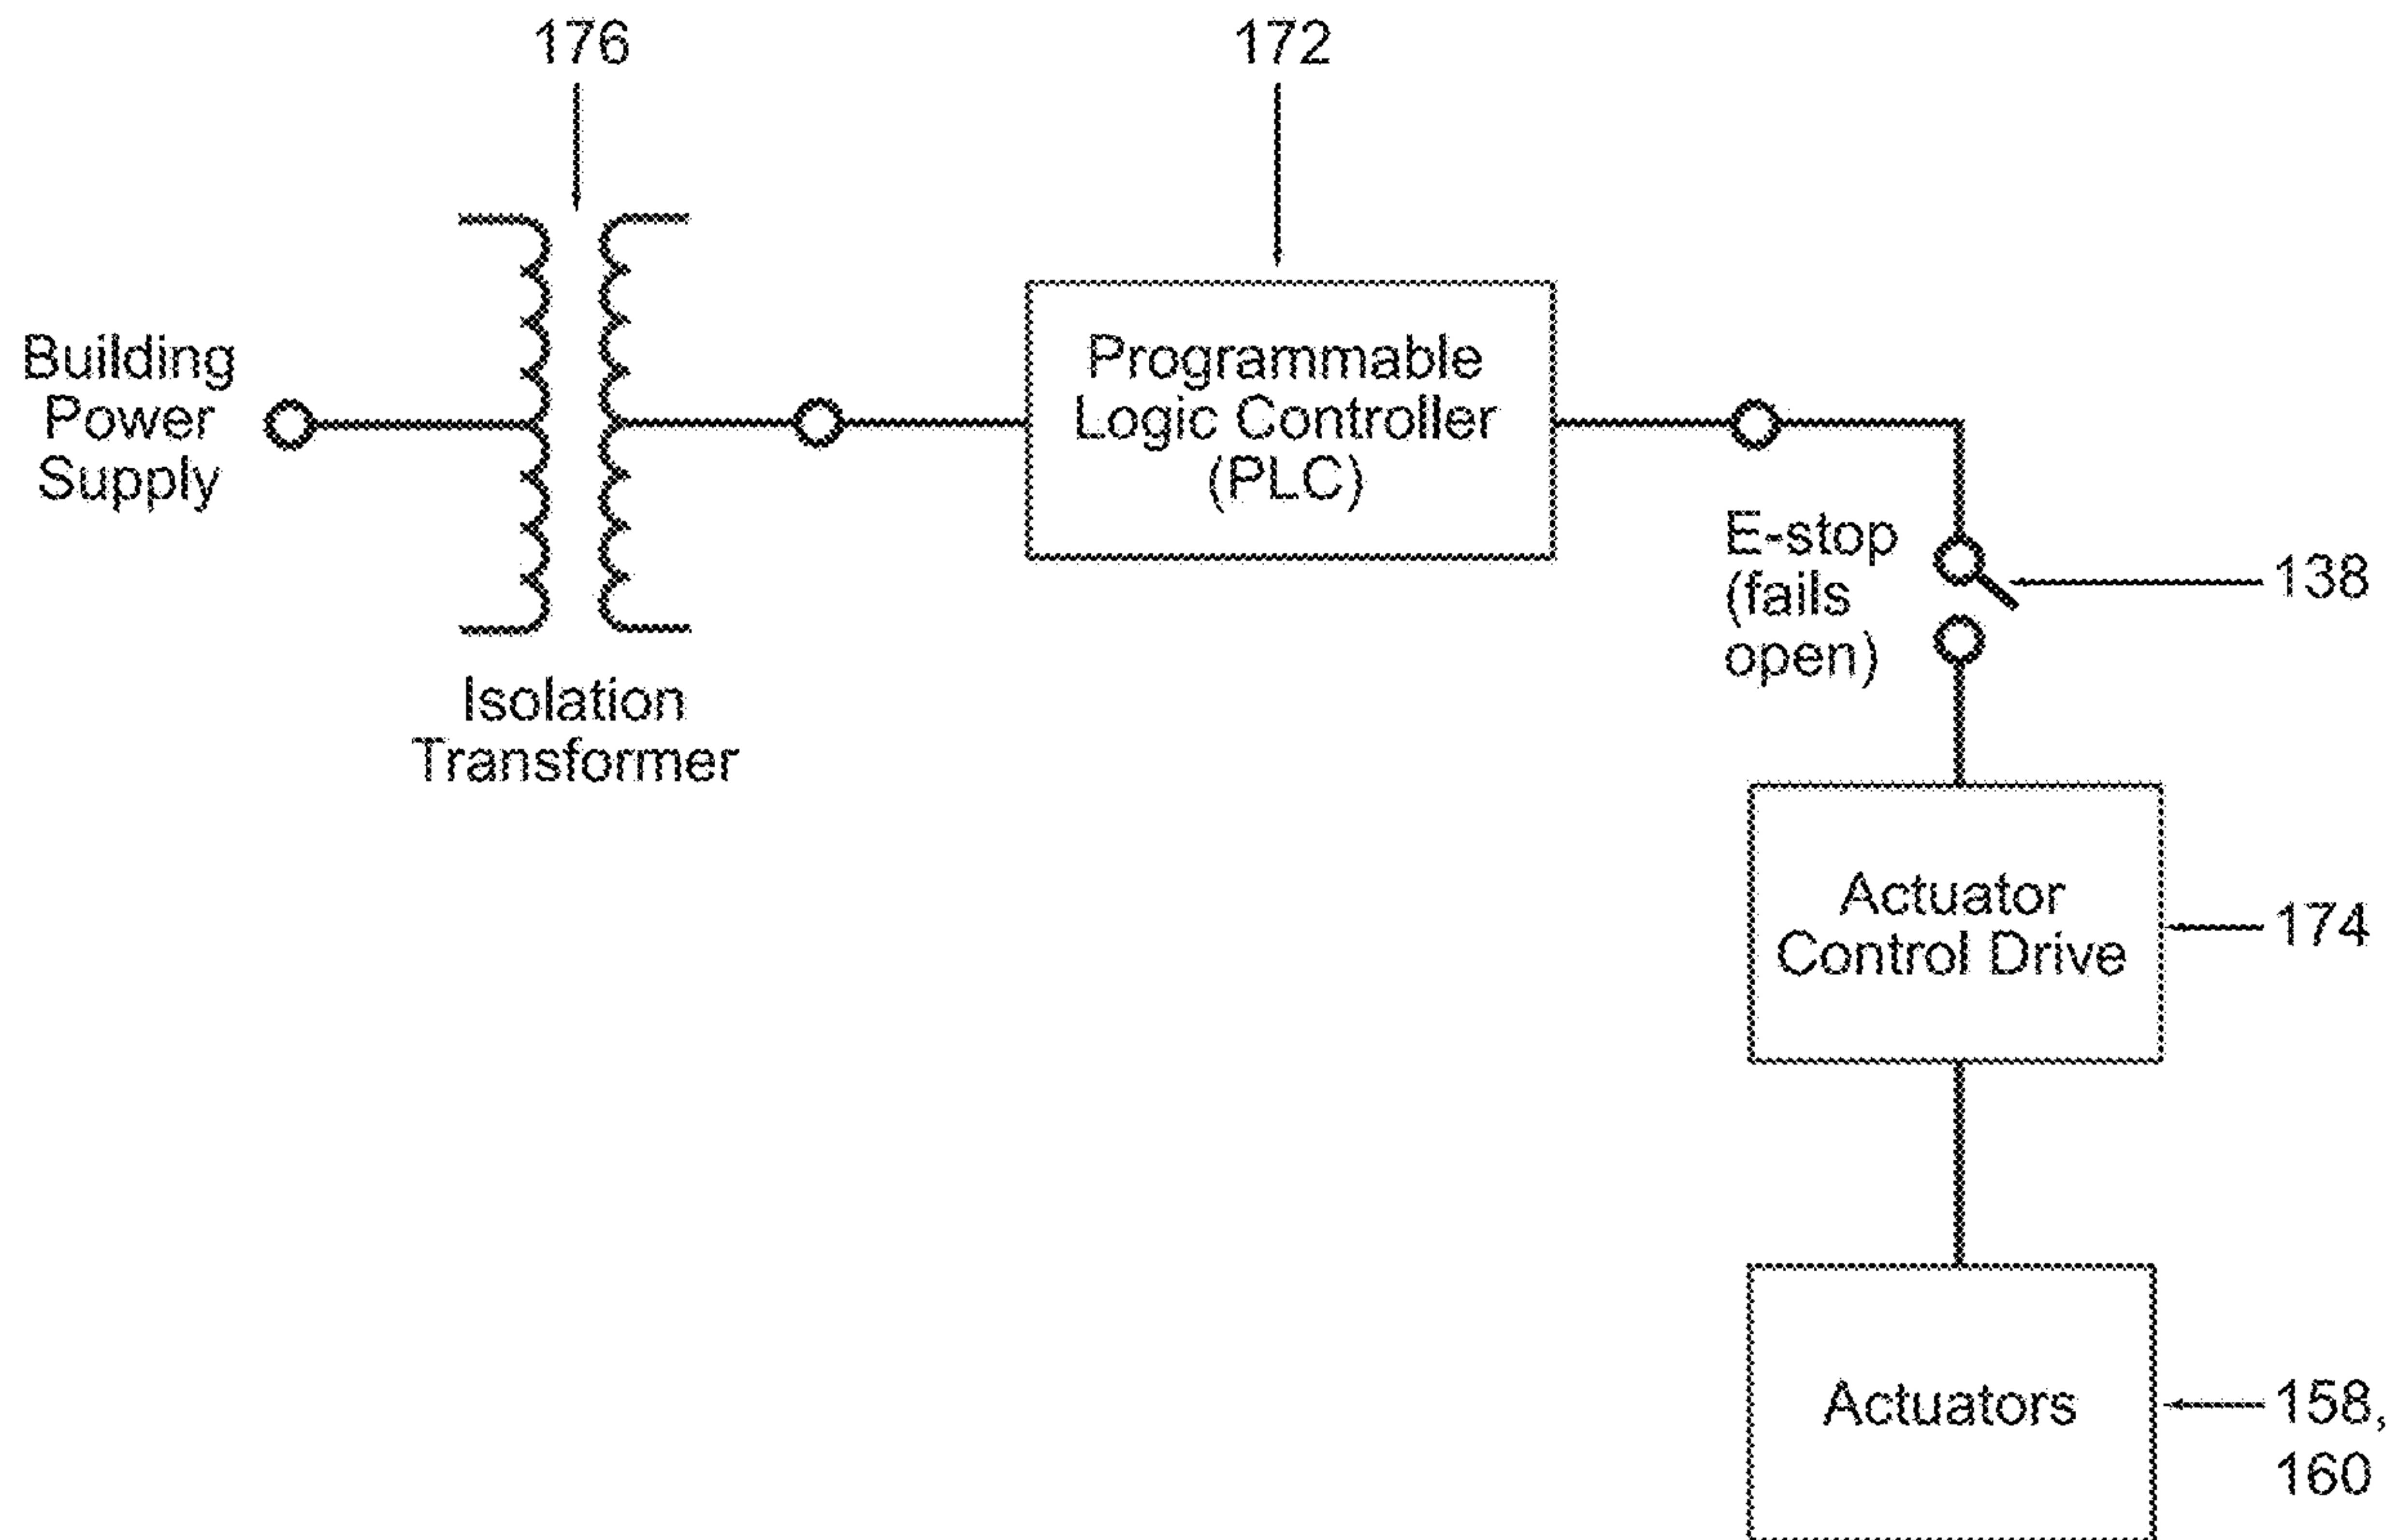 176
172
Building
Power
Supply
Isolation
Transformer
Programmable
Logic Controller
(PLC)
E-stop
(fails
open)
138
Actuator
Control Drive
174
Actuators
158,
160